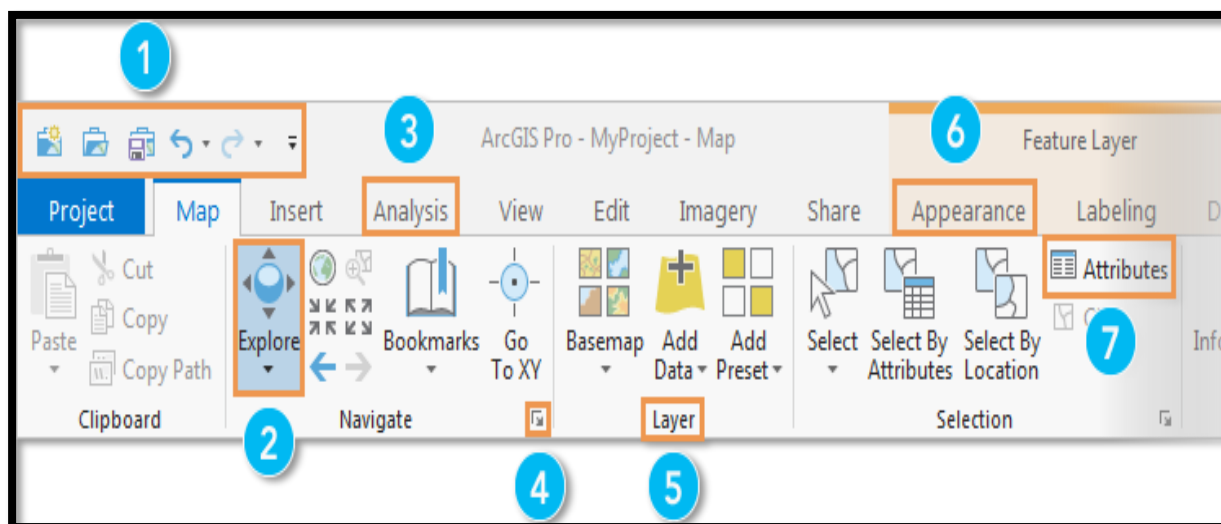 1
3
6
ArcGIS Pro - MyProject - Map
Feature Layer
Project Map Insert Analysis View Edit Imagery Share Appearance Labeling D
Cut
Copy
Copy Path
Paste
Explore
Bookmarks
Go
To XY
Basemap
Add
Data
Add
Preset
Select
Select By
Attributes
Select By
Location
Attributes
7
Clipboard
Navigate
Layer
Selection
2
4
5